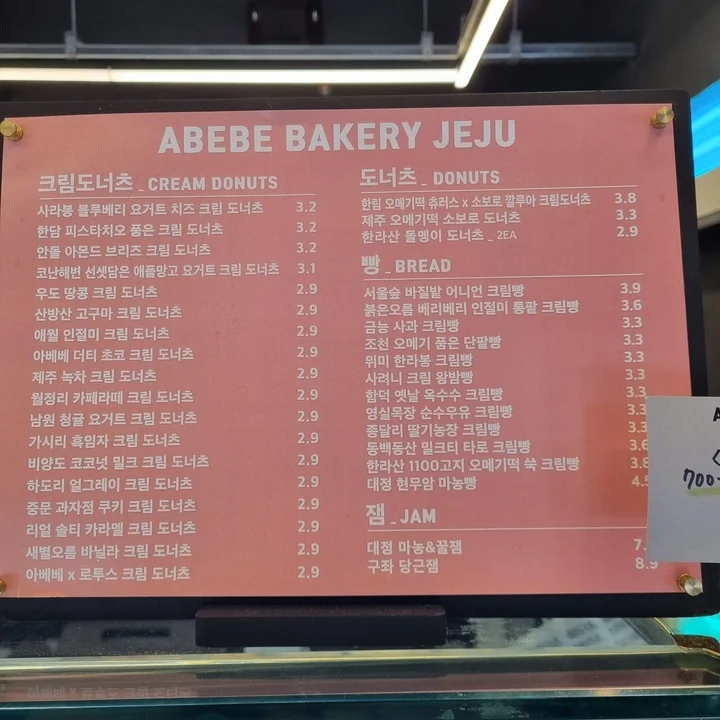 ABEBE BAKERY JEJU
크림도너츠 _ CREAM DONUTS
사라봉 블루베리 요거트 치즈 크림 도너츠 3.2
한담 피스타치오 품은 크림 도너츠 3.2
안돌 아몬드 브리즈 크림 도너츠 3.2
코난해변 선셋담은 애플망고 요거트 크림 도너츠 3.1
우도 땅콩 크림 도너츠 2.9
산방산 고구마 크림 도너츠 2.9
애월 인절미 크림 도너츠 2.9
아베베 더티 초코 크림 도너츠 2.9
제주 녹차 크림 도너츠 2.9
월정리 카페라떼 크림 도너츠 2.9
남원 청귤 요거트 크림 도너츠 2.9
가시리 흑임자 크림 도너츠 2.9
비양도 코코넛 밀크 크림 도너츠 2.9
하도리 얼그레이 크림 도너츠 2.9
중문 과자점 쿠키 크림 도너츠 2.9
리얼 솔티 카라멜 크림 도너츠 2.9
새별오름 바닐라 크림 도너츠 2.9
아베베 x 로투스 크림 도너츠 2.9
도너츠 _ DONUTS
한림 오메기떡 츄러스 x 소보로 깔루아 크림도너츠 3.8
제주 오메기떡 소보로 도너츠 3.3
한라산 돌멩이 도너츠 _ 2EA 2.9
빵 _ BREAD
서울숲 바질밭 어니언 크림빵 3.9
붉은오름 베리베리 인절미 통팥 크림빵 3.6
금능 사과 크림빵 3.3
조천 오메기 품은 단팥빵 3.3
위미 한라봉 크림빵 3.3
사려니 크림 왕밤빵 3.3
함덕 옛날 옥수수 크림빵 3.3
영실목장 순수우유 크림빵 3.3
종달리 딸기농장 크림빵 3.3
동백동산 밀크티 타로 크림빵 3.6
한라산 1100고지 오메기떡 쑥 크림빵 3.8
대정 현무암 마농빵 4.5
잼 _ JAM
대정 마농&꿀잼 7.
구좌 당근잼 8.9
700